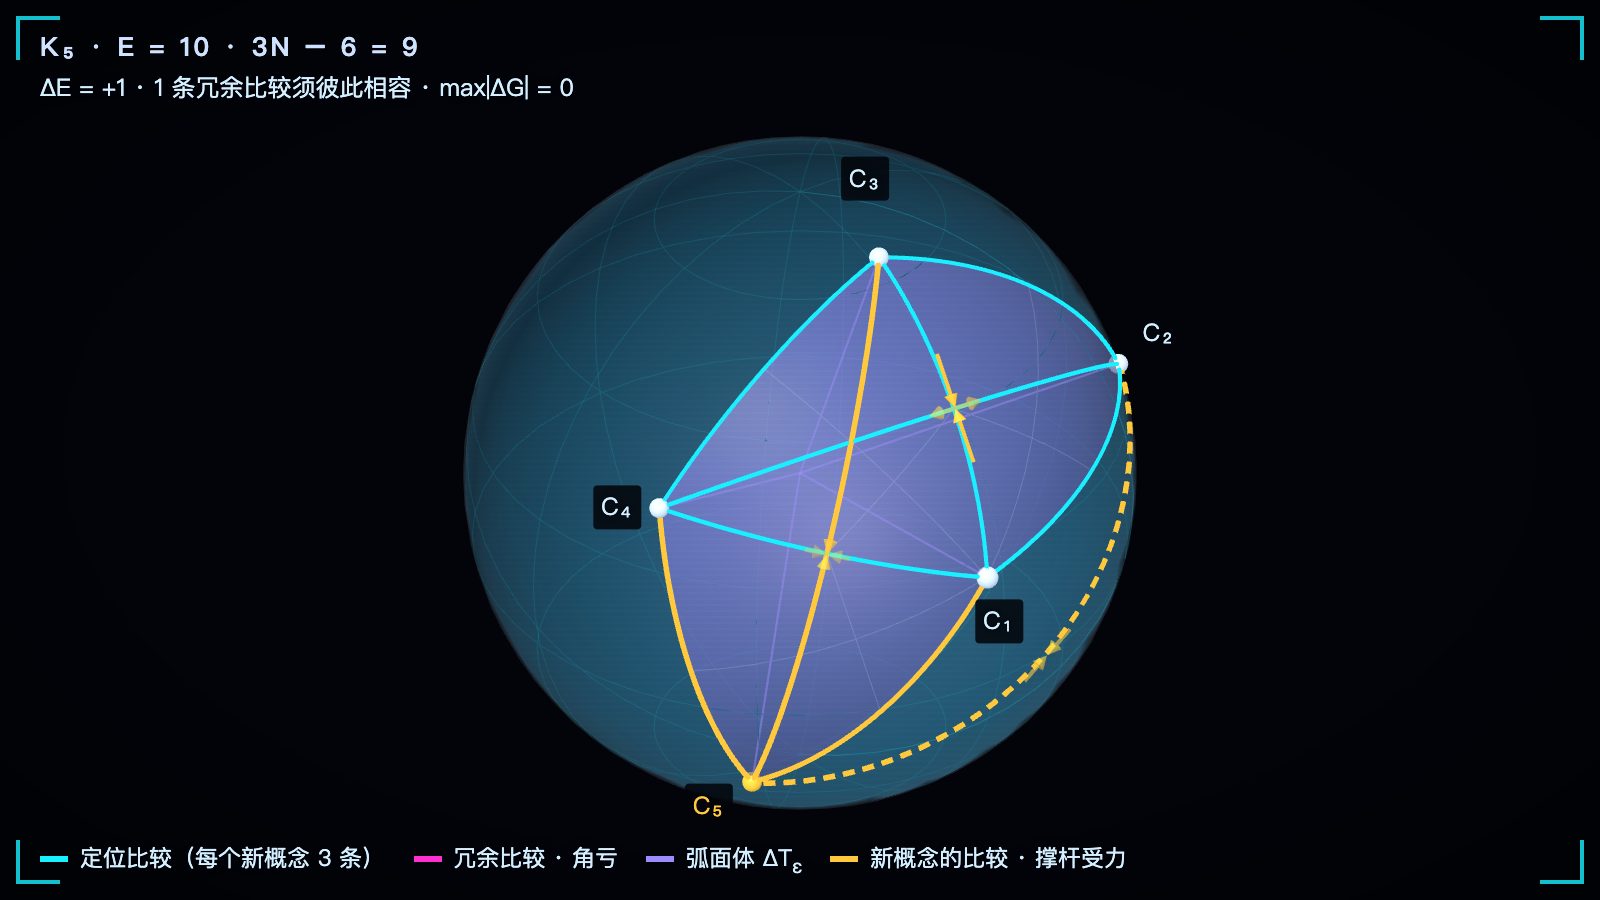 K₅ · E = 10 · 3N − 6 = 9
ΔE = +1 · 1 条冗余比较须彼此相容 · max|ΔG| = 0
C₃
C₂
C₄
C₁
C₅
定位比较（每个新概念 3 条）
冗余比较 · 角亏
弧面体 ΔTε
新概念的比较 · 撑杆受力